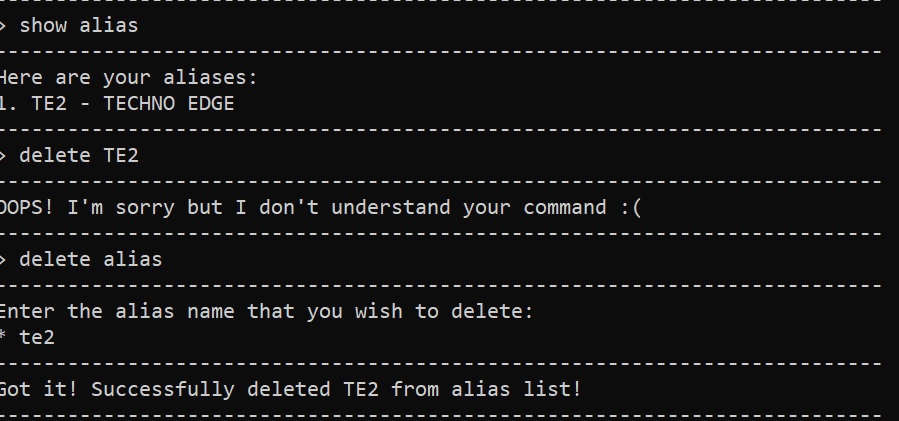 --------------------------------------------------------------------------
> show alias
--------------------------------------------------------------------------
Here are your aliases:
1. TE2 - TECHNO EDGE
--------------------------------------------------------------------------
> delete TE2
--------------------------------------------------------------------------
OOPS! I'm sorry but I don't understand your command :(
--------------------------------------------------------------------------
> delete alias
--------------------------------------------------------------------------
Enter the alias name that you wish to delete:
* te2
--------------------------------------------------------------------------
Got it! Successfully deleted TE2 from alias list!
--------------------------------------------------------------------------